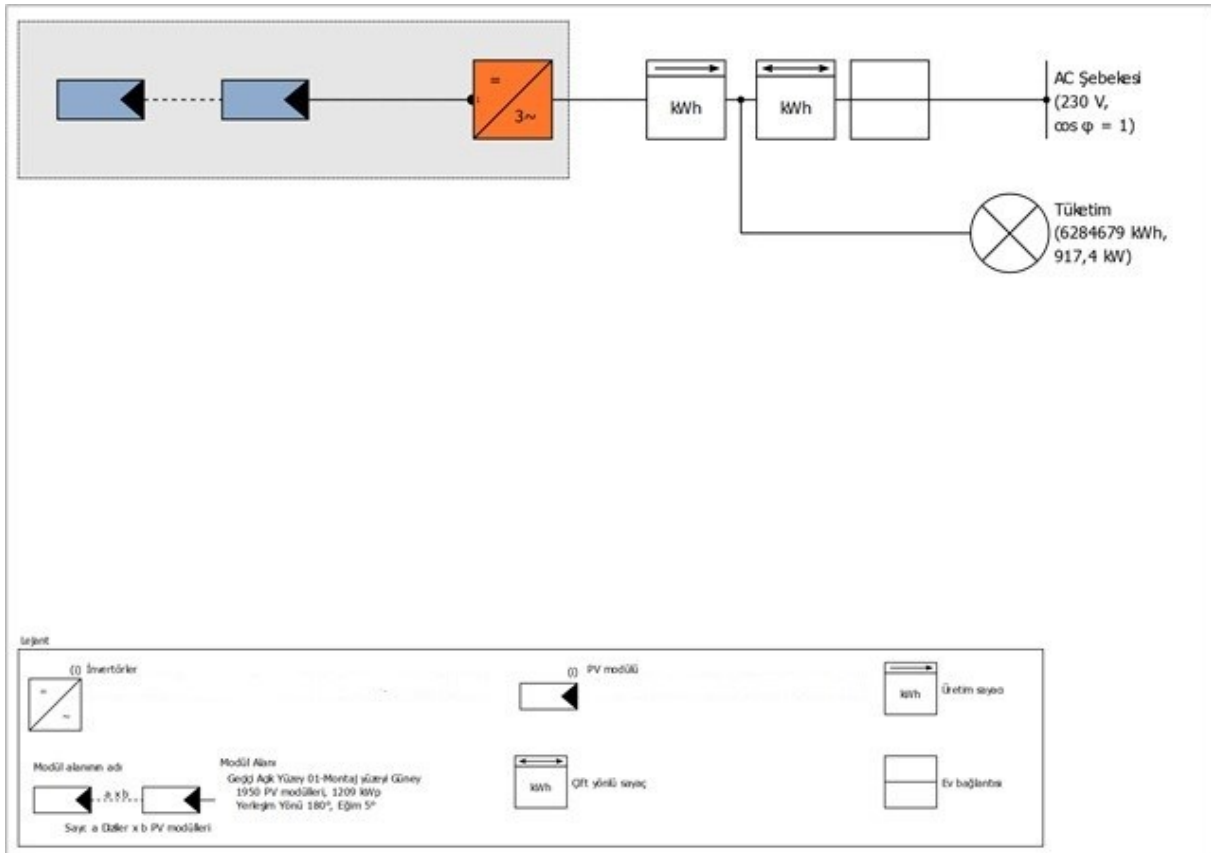 =
3~
kWh
kWh
AC Şebekesi
(230 V,
cos φ = 1)
Tüketim
(6284679 kWh,
917,4 kW)
Lejant
(i) İnvertörler
=
~
(i) PV modülü
kWh
Üretim sayacı
Modül alanının adı
a x b
Sayı: a Diziler x b PV modülleri
Modül Alanı
Geçici Açık Yüzey 01-Montaj yüzeyi Güney
1950 PV modülleri, 1209 kWp
Yerleşim Yönü 180°, Eğim 5°
kWh
Çift yönlü sayaç
Ev bağlantısı